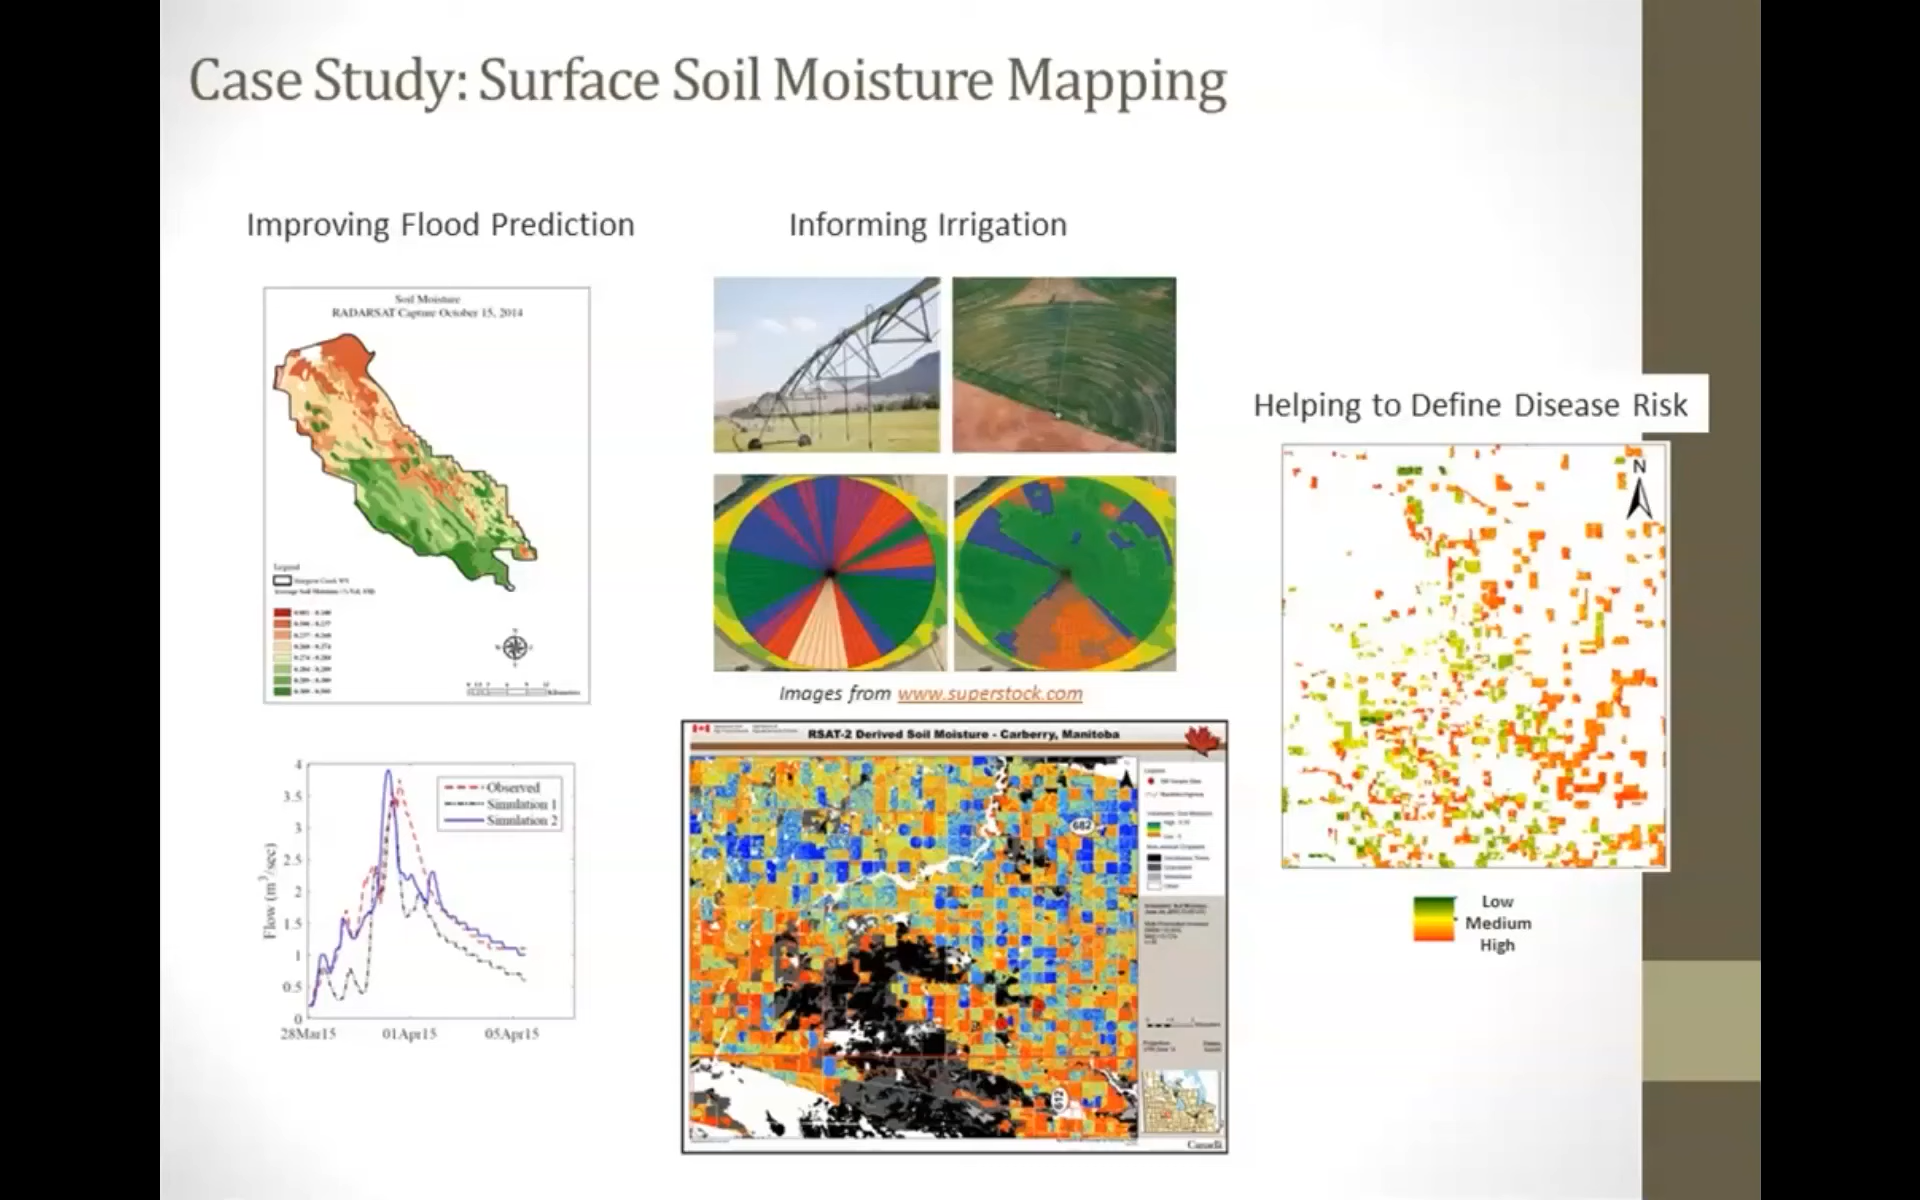 Case Study: Surface Soil Moisture Mapping
Improving Flood Prediction
Informing Irrigation
Helping to Define Disease Risk
Soil Moisture
RADARSAT Capture October 15, 2014
Legend
Images from www.superstock.com
RSAT-2 Derived Soil Moisture - Carberry, Manitoba
682
612
Canada
N
Low
Medium
High
Flow (m³/sec)
4
3.5
3
2.5
2
1.5
1
0.5
0
28Mar15
01Apr15
05Apr15
Observed
Simulation 1
Simulation 2